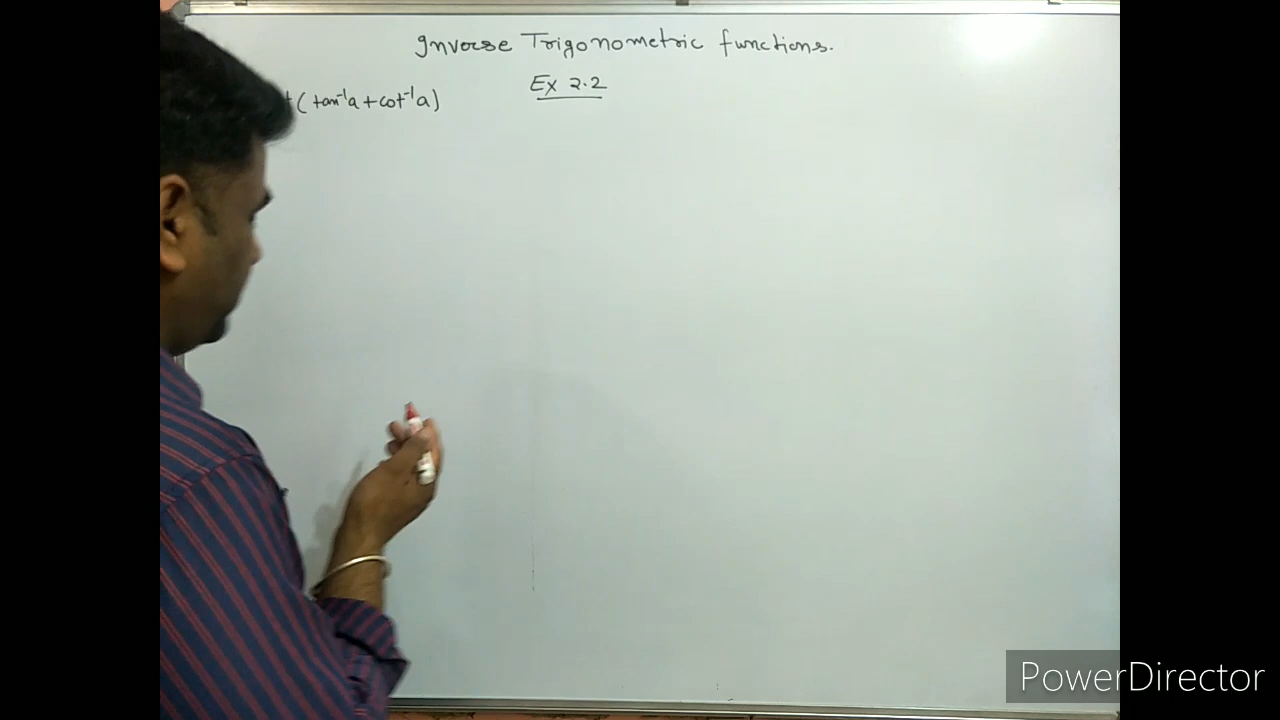 Inverse Trigonometric functions.
Ex 2.2
(tan⁻¹a + cot⁻¹a)
PowerDirector